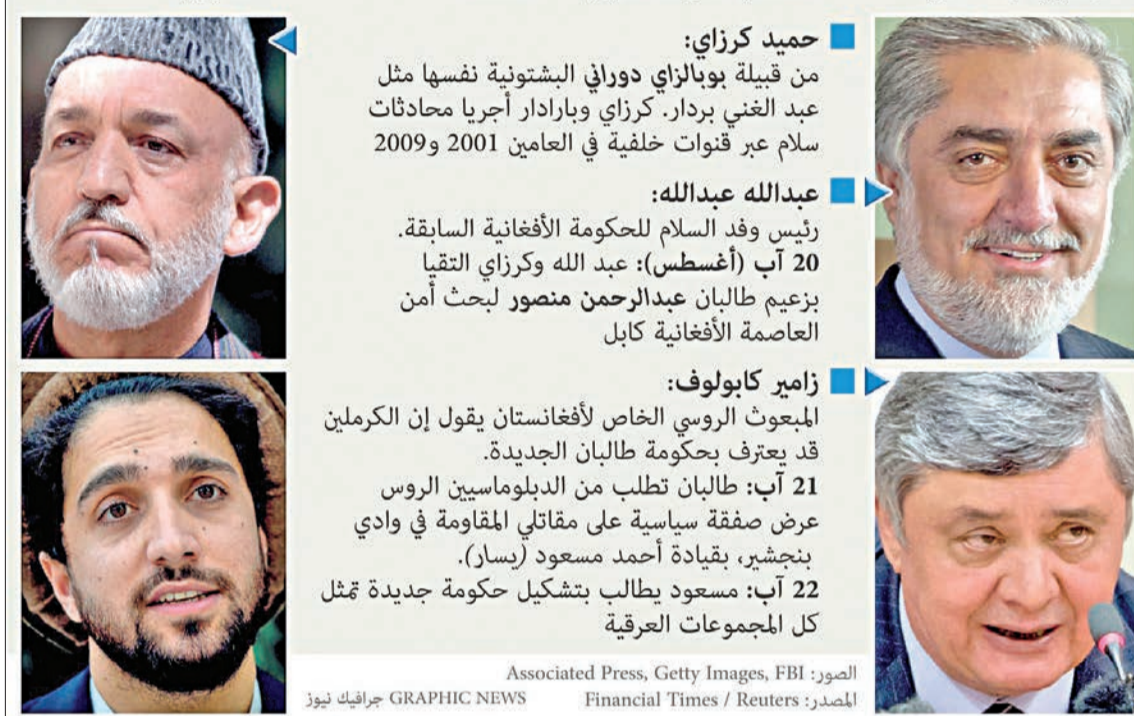 حميد كرزاي:
من قبيلة بوبالزاي دوراني البشتونية نفسها مثل
عبد الغني بردار. كرزاي وبارادار أجريا محادثات
سلام عبر قنوات خلفية في العامين 2001 و2009
عبدالله عبدالله:
رئيس وفد السلام للحكومة الأفغانية السابقة.
20 آب (أغسطس): عبد الله وكرزاي التقيا
بزعيم طالبان عبدالرحمن منصور لبحث أمن
العاصمة الأفغانية كابل
زامير كابولوف:
المبعوث الروسي الخاص لأفغانستان يقول إن الكرملين
قد يعترف بحكومة طالبان الجديدة.
21 آب: طالبان تطلب من الدبلوماسيين الروس
عرض صفقة سياسية على مقاتلي المقاومة في وادي
بنجشير، بقيادة أحمد مسعود (يسار).
22 آب: مسعود يطالب بتشكيل حكومة جديدة تمثل
كل المجموعات العرقية
الصور: Associated Press, Getty Images, FBI
المصدر: Financial Times / Reuters GRAPHIC NEWS جرافيك نيوز